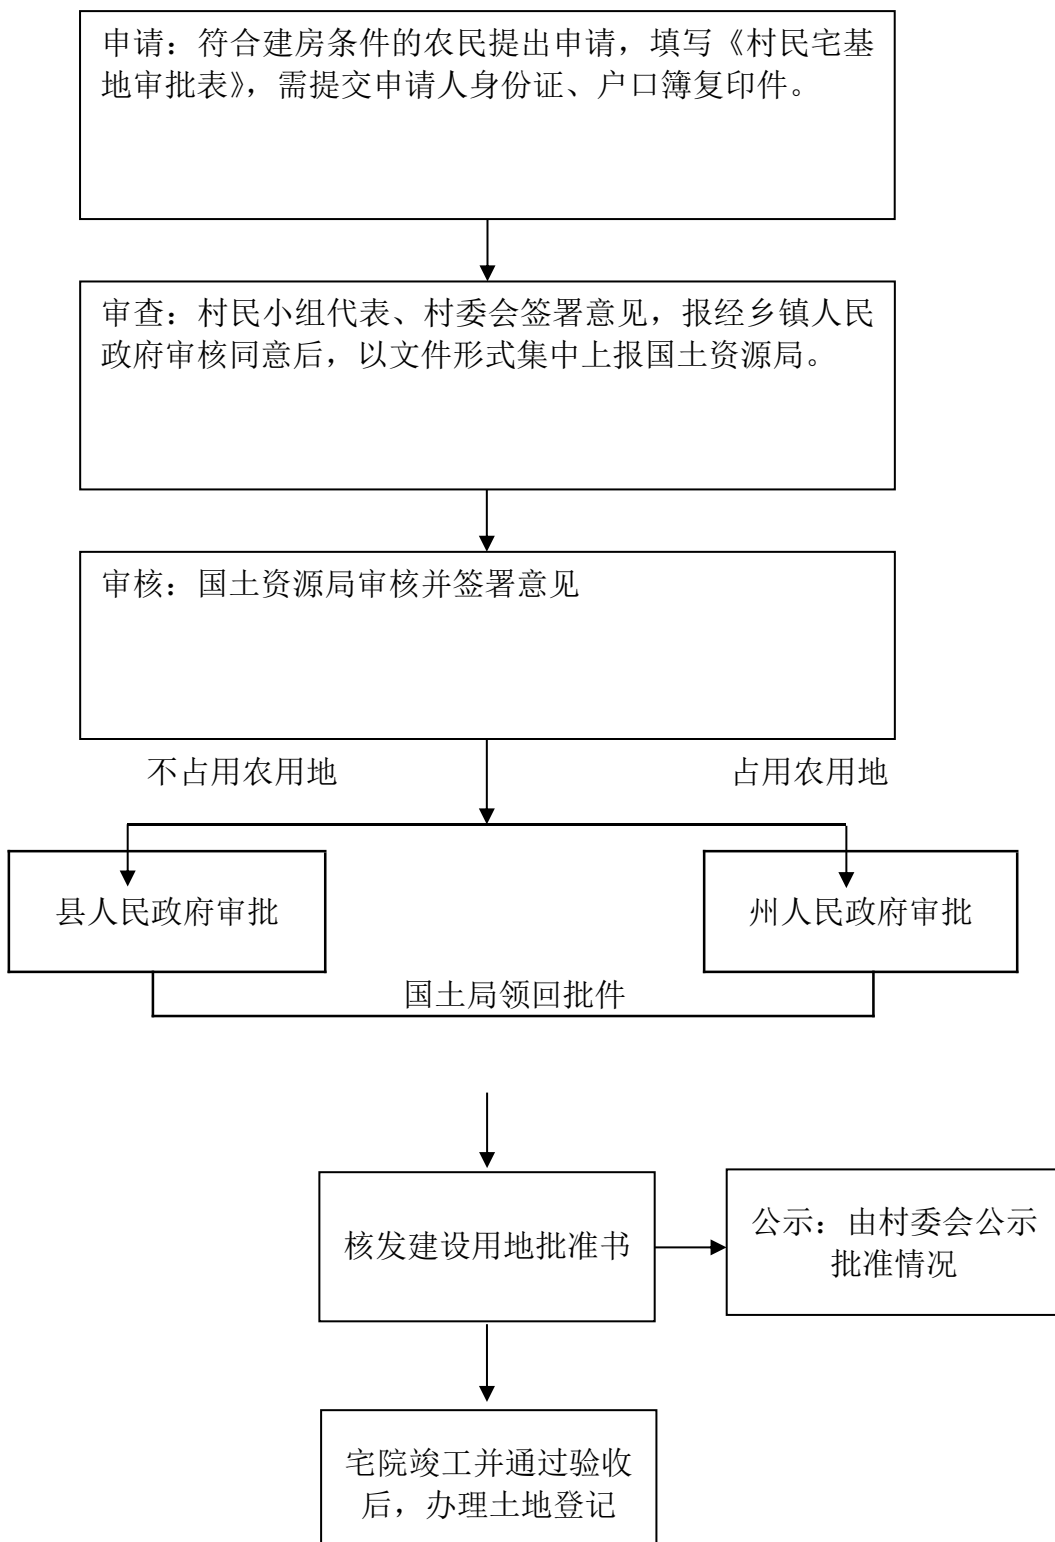 申请：符合建房条件的农民提出申请，填写《村民宅基
地审批表》，需提交申请人身份证、户口簿复印件。
审查：村民小组代表、村委会签署意见，报经乡镇人民
政府审核同意后，以文件形式集中上报国土资源局。
审核：国土资源局审核并签署意见
不占用农用地
占用农用地
县人民政府审批
州人民政府审批
国土局领回批件
核发建设用地批准书
公示：由村委会公示
批准情况
宅院竣工并通过验收
后，办理土地登记